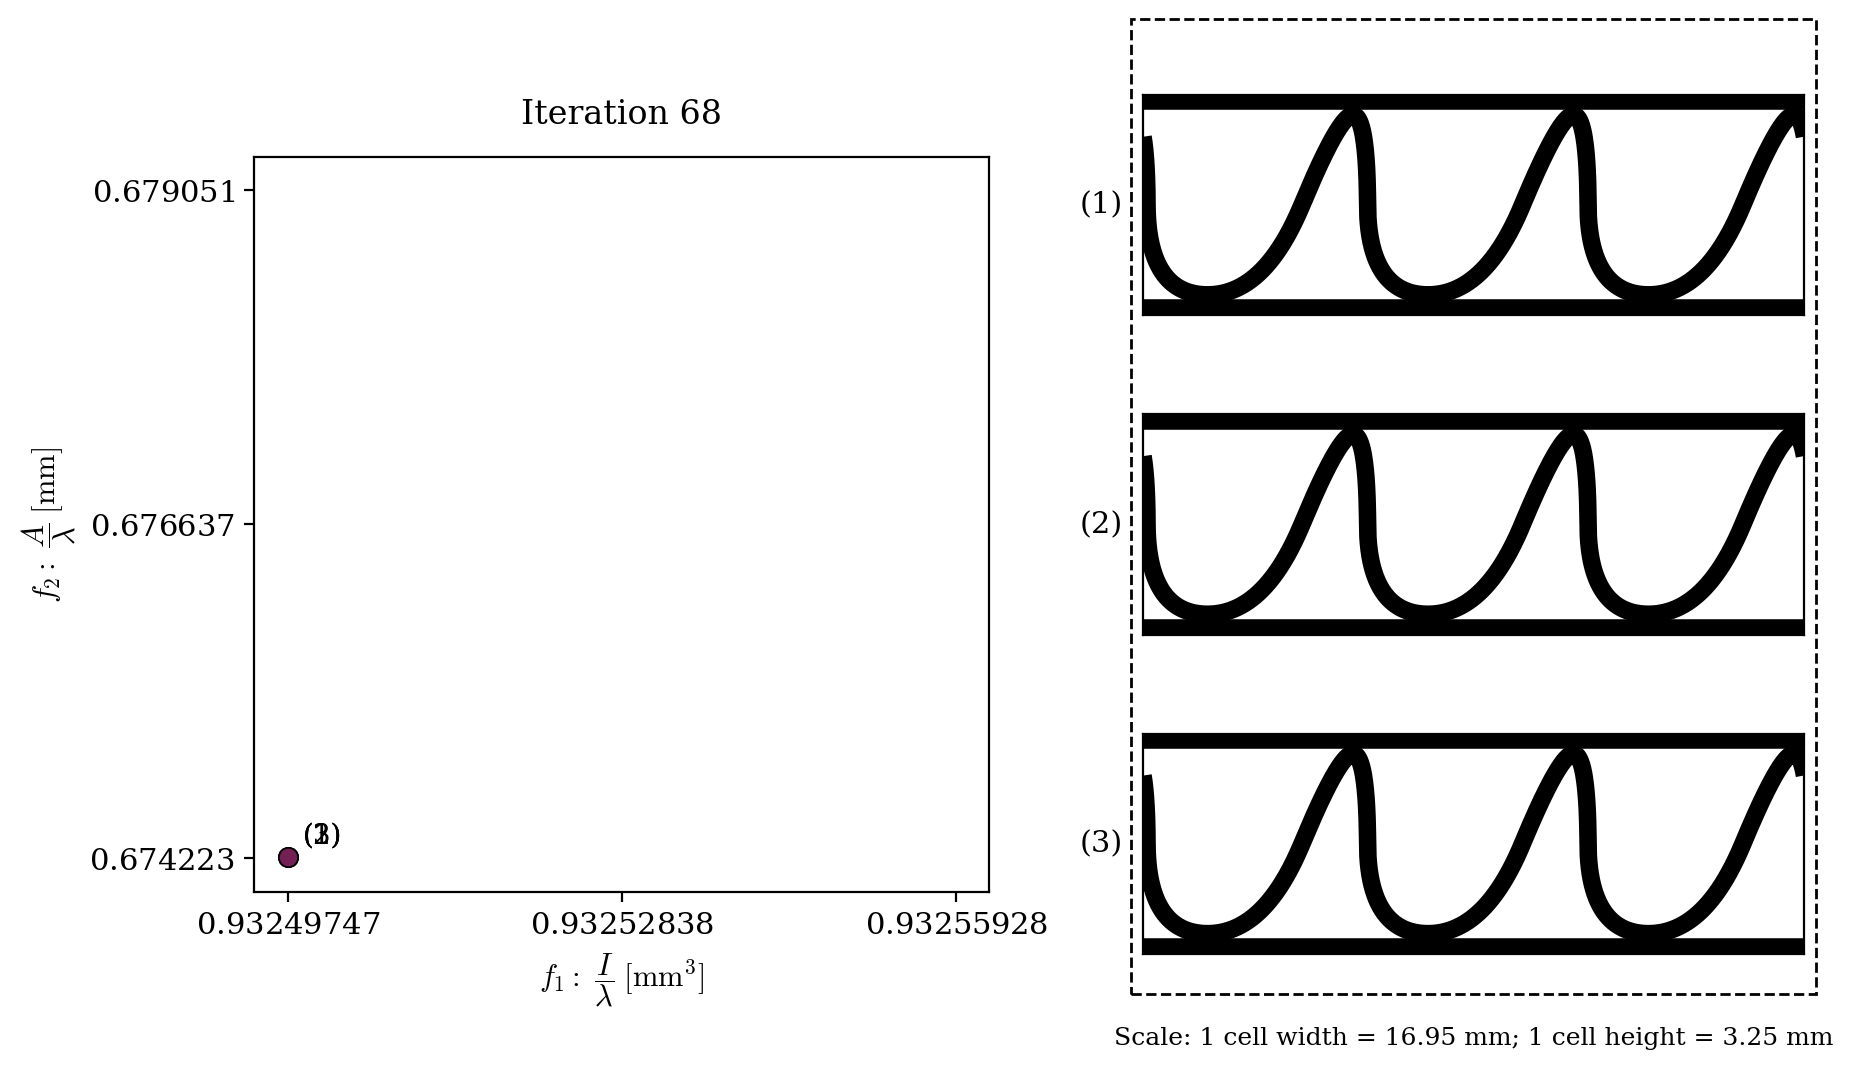 Iteration 68
0.679051
0.676637
0.674223
f₂ : A/λ [mm]
(3)
0.93249747 0.93252838 0.93255928
f₁ : I/λ [mm³]
(1)
(2)
(3)
Scale: 1 cell width = 16.95 mm; 1 cell height = 3.25 mm